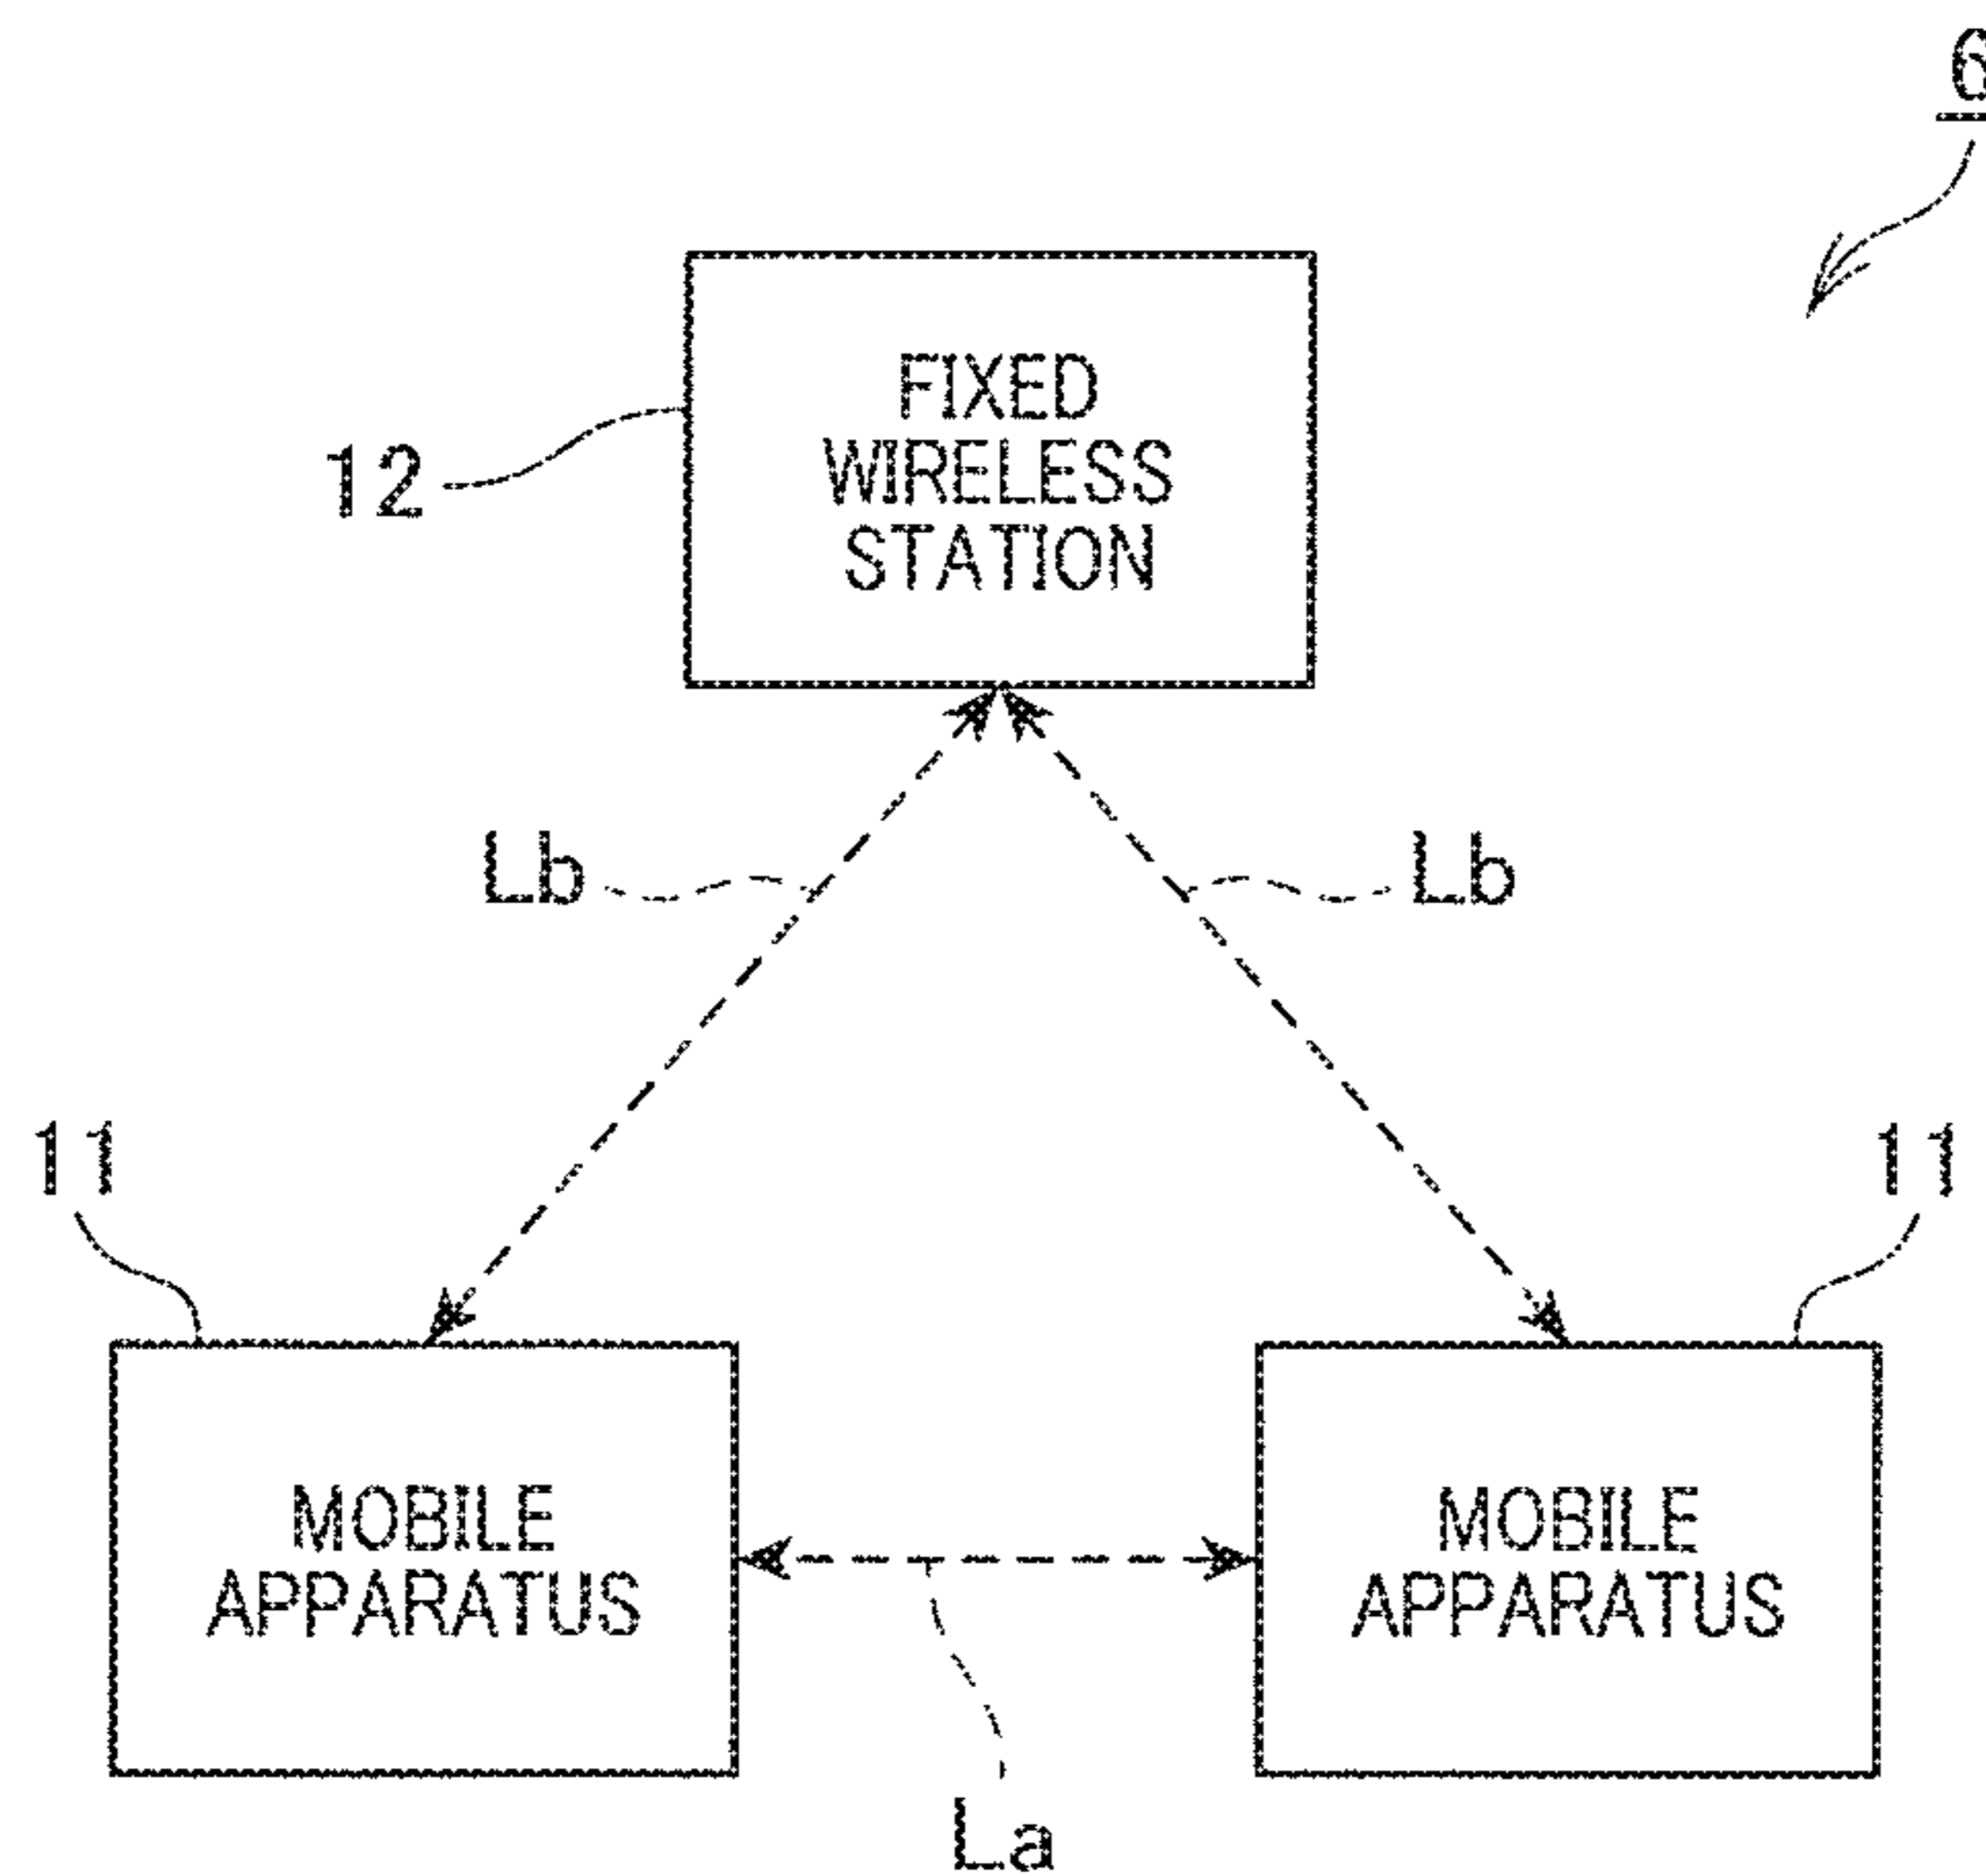 6
FIXED
WIRELESS
STATION
12
Lb
Lb
11
11
MOBILE
APPARATUS
MOBILE
APPARATUS
La